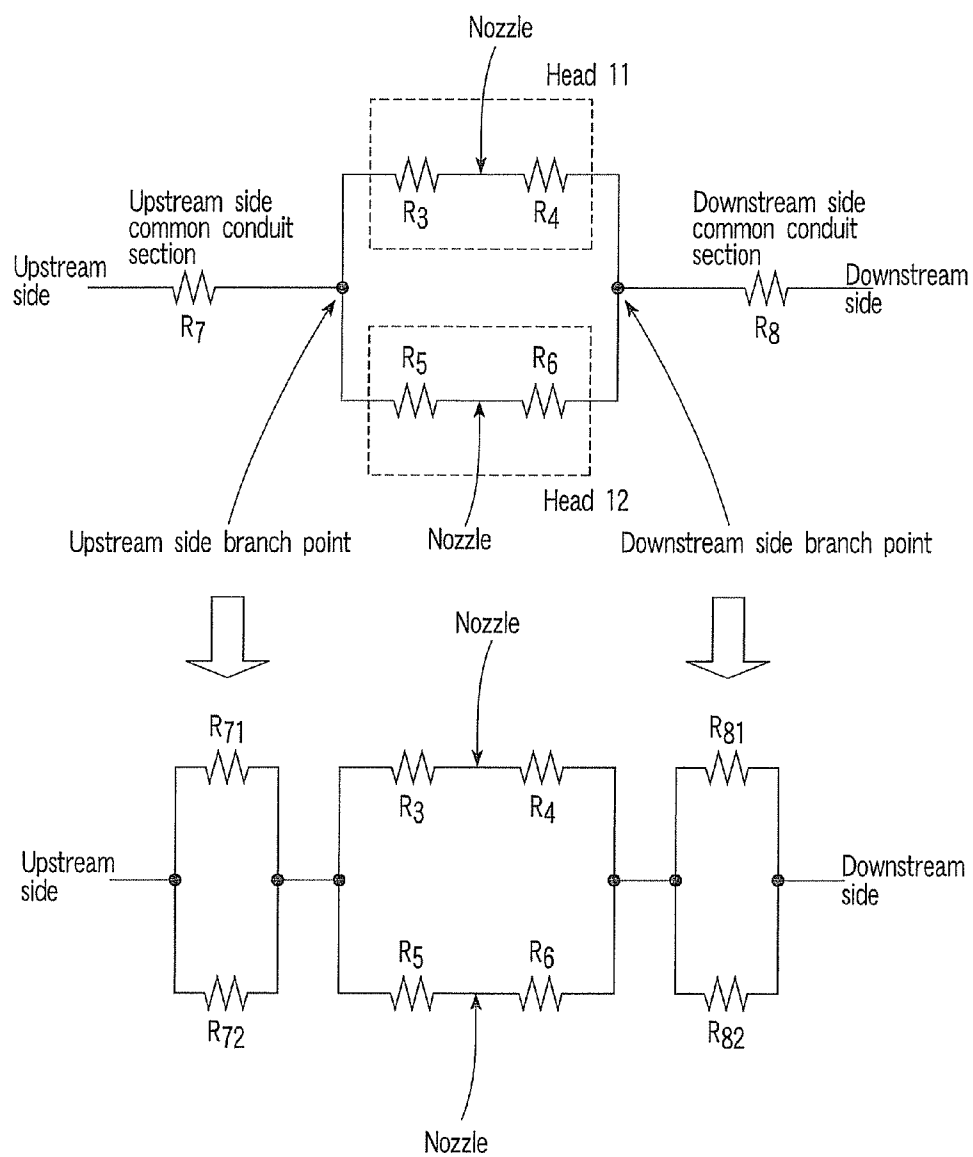 Nozzle
Head 11
R3
R4
Upstream side
common conduit
section
Downstream side
common conduit
section
Upstream
side
Downstream
side
R7
R8
R5
R6
Head 12
Upstream side branch point
Nozzle
Downstream side branch point
Nozzle
R71
R81
R3
R4
Upstream
side
Downstream
side
R5
R6
R72
R82
Nozzle